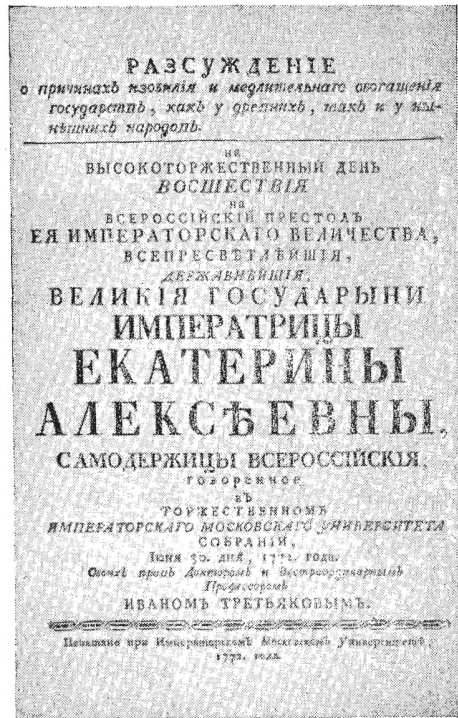 РАЗСУЖДЕНІЕ
о причинахъ изобилія и медлительнаго обогащенія
государствъ, какъ у древнихъ, такъ и у ны-
нѣшнихъ народовъ.
на
ВЫСОКОТОРЖЕСТВЕННЫЙ ДЕНЬ
ВОСШЕСТВІЯ
на
ВСЕРОССІЙСКІЙ ПРЕСТОЛЪ
ЕЯ ИМПЕРАТОРСКАГО ВЕЛИЧЕСТВА,
ВСЕПРЕСВѢТЛѢЙШІЯ,
ДЕРЖАВНѢЙШІЯ,
ВЕЛИКІЯ ГОСУДАРЫНИ
ИМПЕРАТРИЦЫ
ЕКАТЕРИНЫ
АЛЕКСѢЕВНЫ,
САМОДЕРЖИЦЫ ВСЕРОССІЙСКІЯ,
говоренное
въ
ТОРЖЕСТВЕННОМЪ
ИМПЕРАТОРСКАГО МОСКОВСКАГО УНИВЕРСИТЕТА
СОБРАНІИ,
Іюня 30. дня, 1772. года.
Обоихъ правъ Докторомъ и Экстраординарнымъ
Профессоромъ
ИВАНОМЪ ТРЕТЬЯКОВЫМЪ.
Печатано при Императорскомъ Московскомъ Университетѣ,
1772. года.